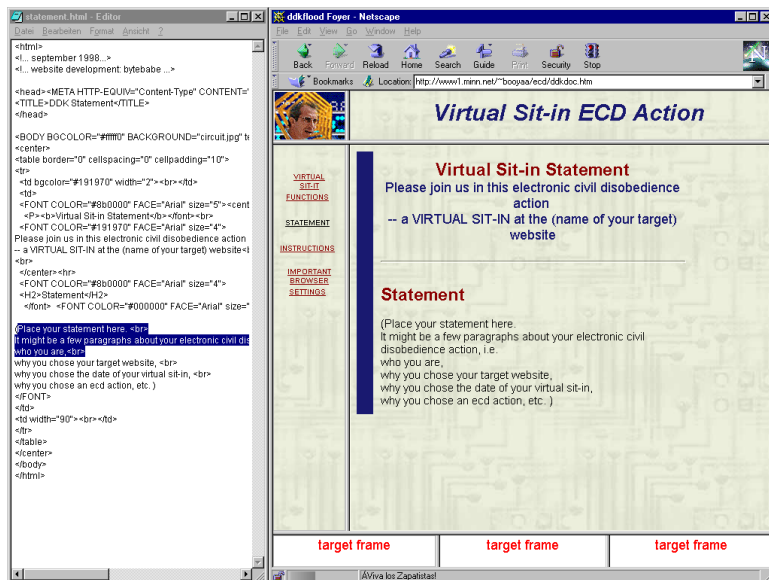 statement.html - Editor
Datei Bearbeiten Format Ansicht ?
<html>
<!... september 1998...>
<!... website development: bytebabe ...>
<head><META HTTP-EQUIV="Content-Type" CONTENT="
<TITLE>DDK Statement</TITLE>
</head>
<BODY BGCOLOR="#fffff0" BACKGROUND="circuit.jpg" te
<center>
<table border="0" cellspacing="0" cellpadding="10">
<tr>
<td bgcolor="#191970" width="2"><br></td>
<td>
<FONT COLOR="#8b0000" FACE="Arial" size="5"><cent
<P><b>Virtual Sit-in Statement</b></font><br>
<FONT COLOR="#191970" FACE="Arial" size="4">
Please join us in this electronic civil disobedience action
-- a VIRTUAL SIT-IN at the (name of your target) website<b
<br>
</center><hr>
<FONT COLOR="#8b0000" FACE="Arial" size="4">
<H2>Statement</H2>
</font> <FONT COLOR="#000000" FACE="Arial" size="
(Place your statement here. <br>
It might be a few paragraphs about your electronic civil dis
who you are,<br>
why you chose your target website, <br>
why you chose the date of your virtual sit-in, <br>
why you chose an ecd action, etc. )
</FONT>
</td>
<td width="90"><br></td>
</tr>
</table>
</center>
</body>
</html>
ddkflood Foyer - Netscape
File Edit View Go Window Help
Back Forward Reload Home Search Guide Print Security Stop
N
Bookmarks Location: http://www1.minn.net/~booyaa/ecd/ddkdoc.htm
Virtual Sit-in ECD Action
VIRTUAL
SIT-IT
FUNCTIONS
STATEMENT
INSTRUCTIONS
IMPORTANT
BROWSER
SETTINGS
Virtual Sit-in Statement
Please join us in this electronic civil disobedience
action
-- a VIRTUAL SIT-IN at the (name of your target)
website
Statement
(Place your statement here.
It might be a few paragraphs about your electronic civil
disobedience action, i.e.
who you are,
why you chose your target website,
why you chose the date of your virtual sit-in,
why you chose an ecd action, etc. )
target frame target frame target frame
ÁViva los Zapatistas!